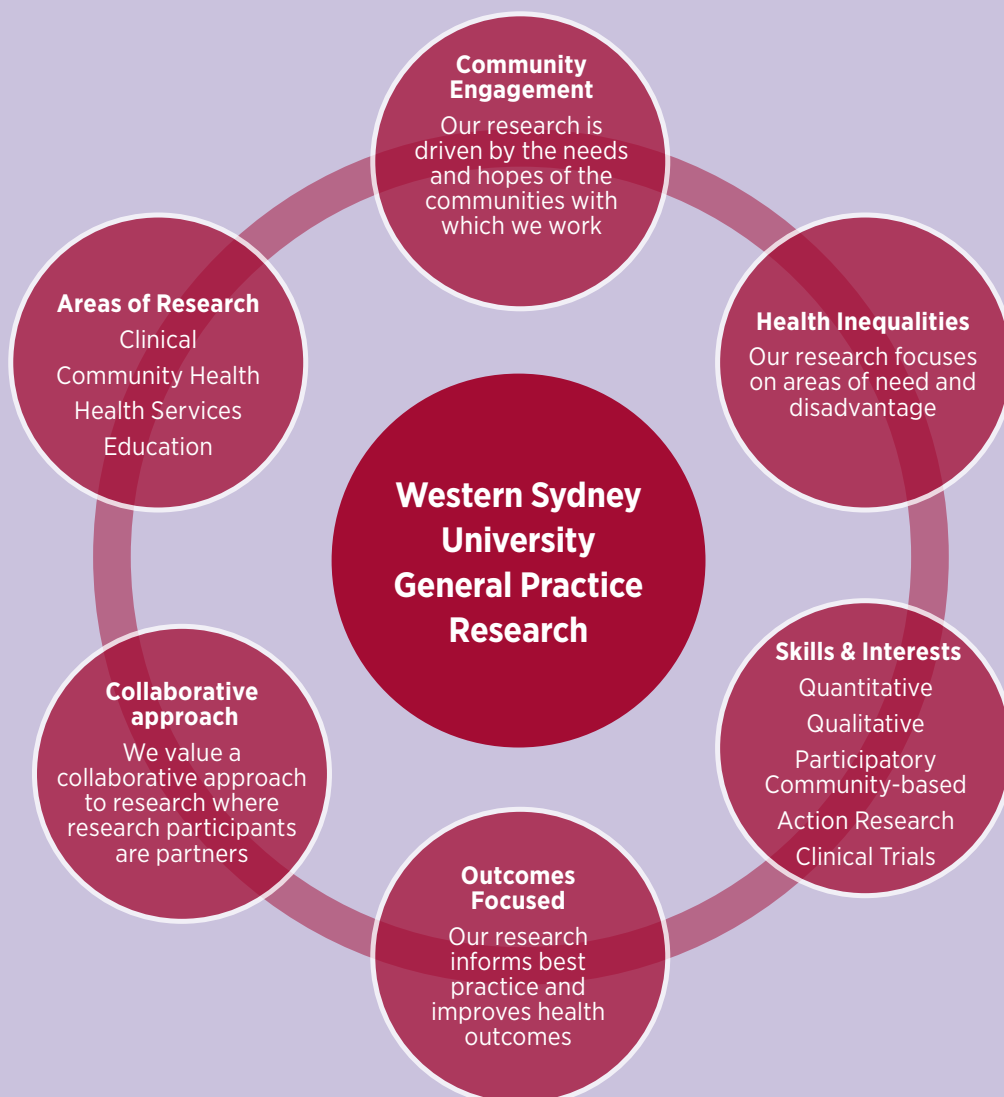 Community
Engagement
Our research is
driven by the needs
and hopes of the
communities with
which we work
Health Inequalities
Our research focuses
on areas of need and
disadvantage
Skills & Interests
Quantitative
Qualitative
Participatory
Community-based
Action Research
Clinical Trials
Outcomes
Focused
Our research
informs best
practice and
improves health
outcomes
Collaborative
approach
We value a
collaborative approach
to research where
research participants
are partners
Areas of Research
Clinical
Community Health
Health Services
Education
Western Sydney
University
General Practice
Research